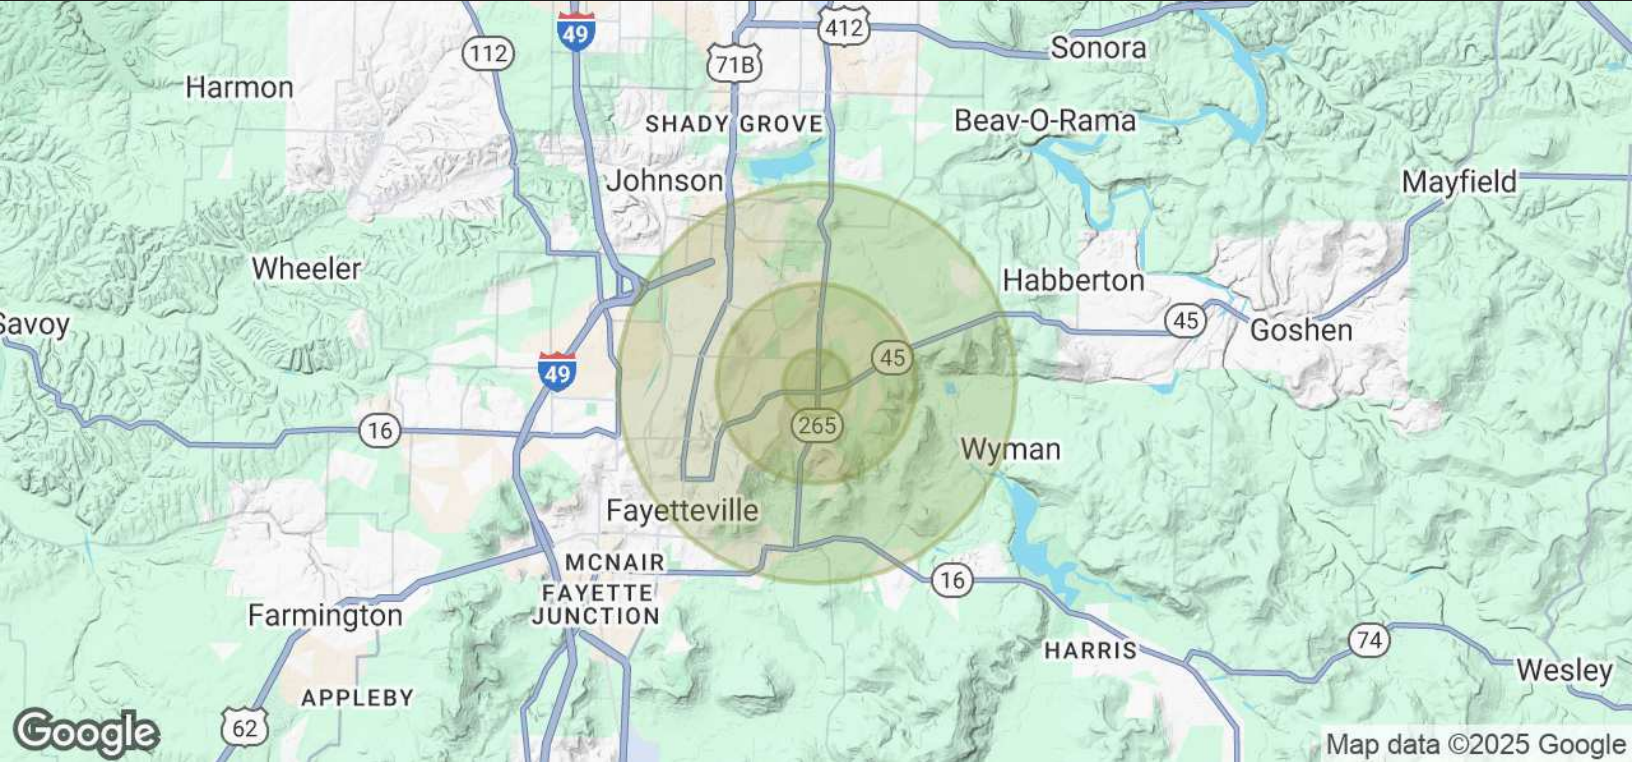 412
49
112
71B
Sonora
Harmon
SHADY GROVE
Beav-O-Rama
Johnson
Mayfield
Wheeler
Habberton
Savoy
45
Goshen
45
49
16
265
Wyman
Fayetteville
MCNAIR
16
FAYETTE
JUNCTION
Farmington
74
HARRIS
Wesley
APPLEBY
62
Google
Map data ©2025 Google